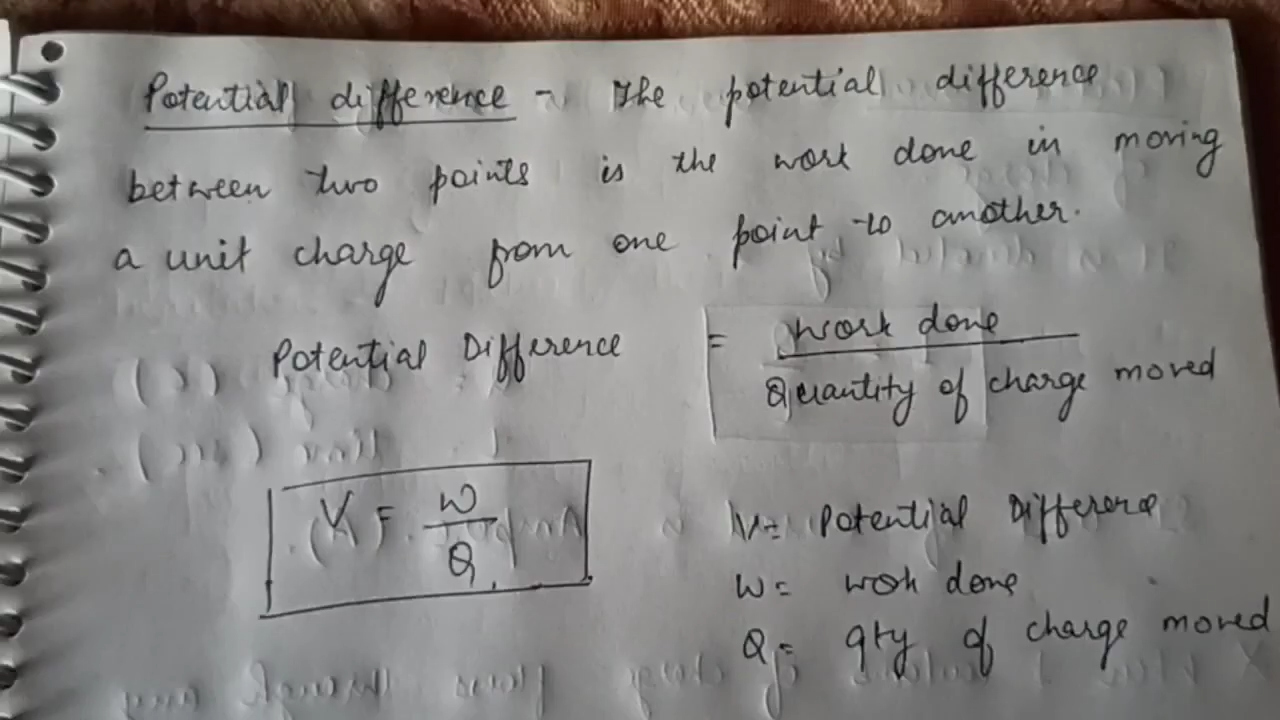 Potential difference - The potential difference
between two points is the work done in moving
a unit charge from one point to another.
Potential Difference = work done / Quantity of charge moved
V = W / Q
V = Potential Difference
W = work done
Q = qty of charge moved